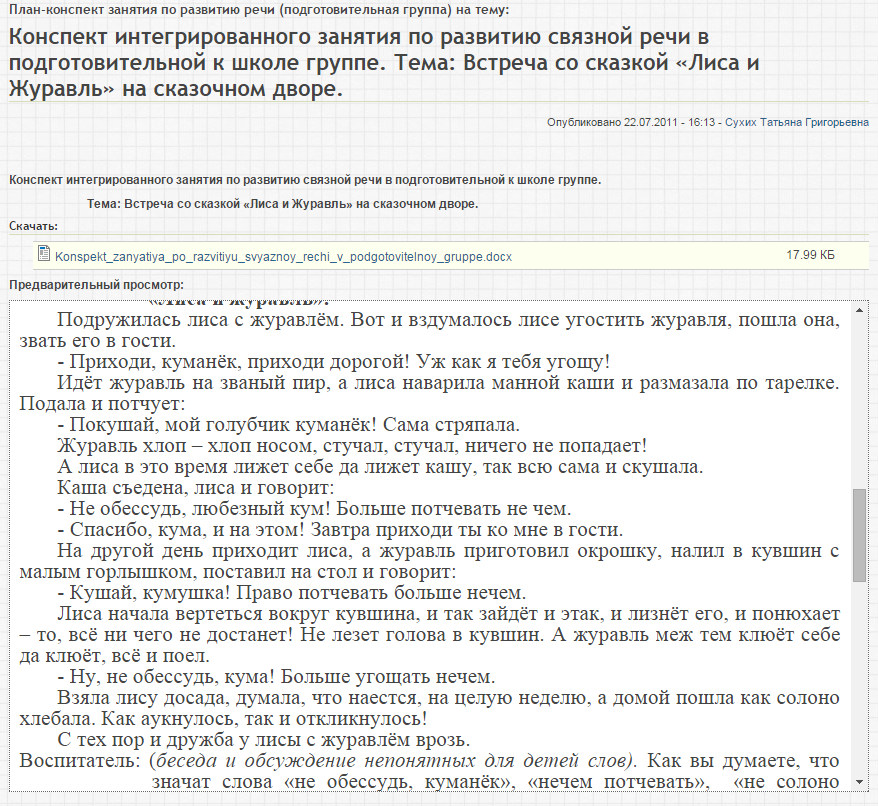 План-конспект занятия по развитию речи (подготовительная группа) на тему:
Конспект интегрированного занятия по развитию связной речи в
подготовительной к школе группе. Тема: Встреча со сказкой «Лиса и
Журавль» на сказочном дворе.
Опубликовано 22.07.2011 - 16:13 - Сухих Татьяна Григорьевна
Конспект интегрированного занятия по развитию связной речи в подготовительной к школе группе.
Тема: Встреча со сказкой «Лиса и Журавль» на сказочном дворе.
Скачать:
Konspekt_zanyatiya_po_razvitiyu_svyaznoy_rechi_v_podgotovitelnoy_gruppe.docx 17.99 КБ
Предварительный просмотр:
«Лиса и журавль».
Подружилась лиса с журавлём. Вот и вздумалось лисе угостить журавля, пошла она,
звать его в гости.
- Приходи, куманёк, приходи дорогой! Уж как я тебя угощу!
Идёт журавль на званый пир, а лиса наварила манной каши и размазала по тарелке.
Подала и потчует:
- Покушай, мой голубчик куманёк! Сама стряпала.
Журавль хлоп – хлоп носом, стучал, стучал, ничего не попадает!
А лиса в это время лижет себе да лижет кашу, так всю сама и скушала.
Каша съедена, лиса и говорит:
- Не обессудь, любезный кум! Больше потчевать не чем.
- Спасибо, кума, и на этом! Завтра приходи ты ко мне в гости.
На другой день приходит лиса, а журавль приготовил окрошку, налил в кувшин с
малым горлышком, поставил на стол и говорит:
- Кушай, кумушка! Право потчевать больше нечем.
Лиса начала вертеться вокруг кувшина, и так зайдёт и этак, и лизнёт его, и понюхает
– то, всё ни чего не достанет! Не лезет голова в кувшин. А журавль меж тем клюёт себе
да клюёт, всё и поел.
- Ну, не обессудь, кума! Больше угощать нечем.
Взяла лису досада, думала, что наестся, на целую неделю, а домой пошла как солоно
хлебала. Как аукнулось, так и откликнулось!
С тех пор и дружба у лисы с журавлём врозь.
Воспитатель: (беседа и обсуждение непонятных для детей слов). Как вы думаете, что
значат слова «не обессудь, куманёк», «нечем потчевать», «не солоно